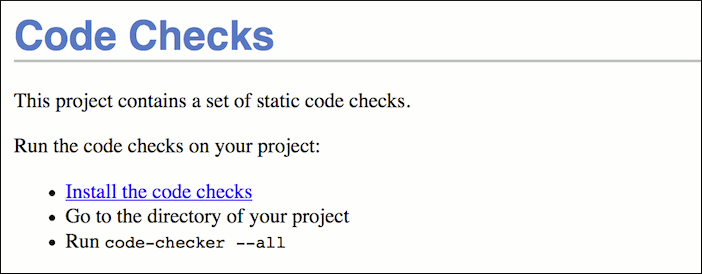 Code Checks
This project contains a set of static code checks.
Run the code checks on your project:
• Install the code checks
• Go to the directory of your project
• Run code-checker --all